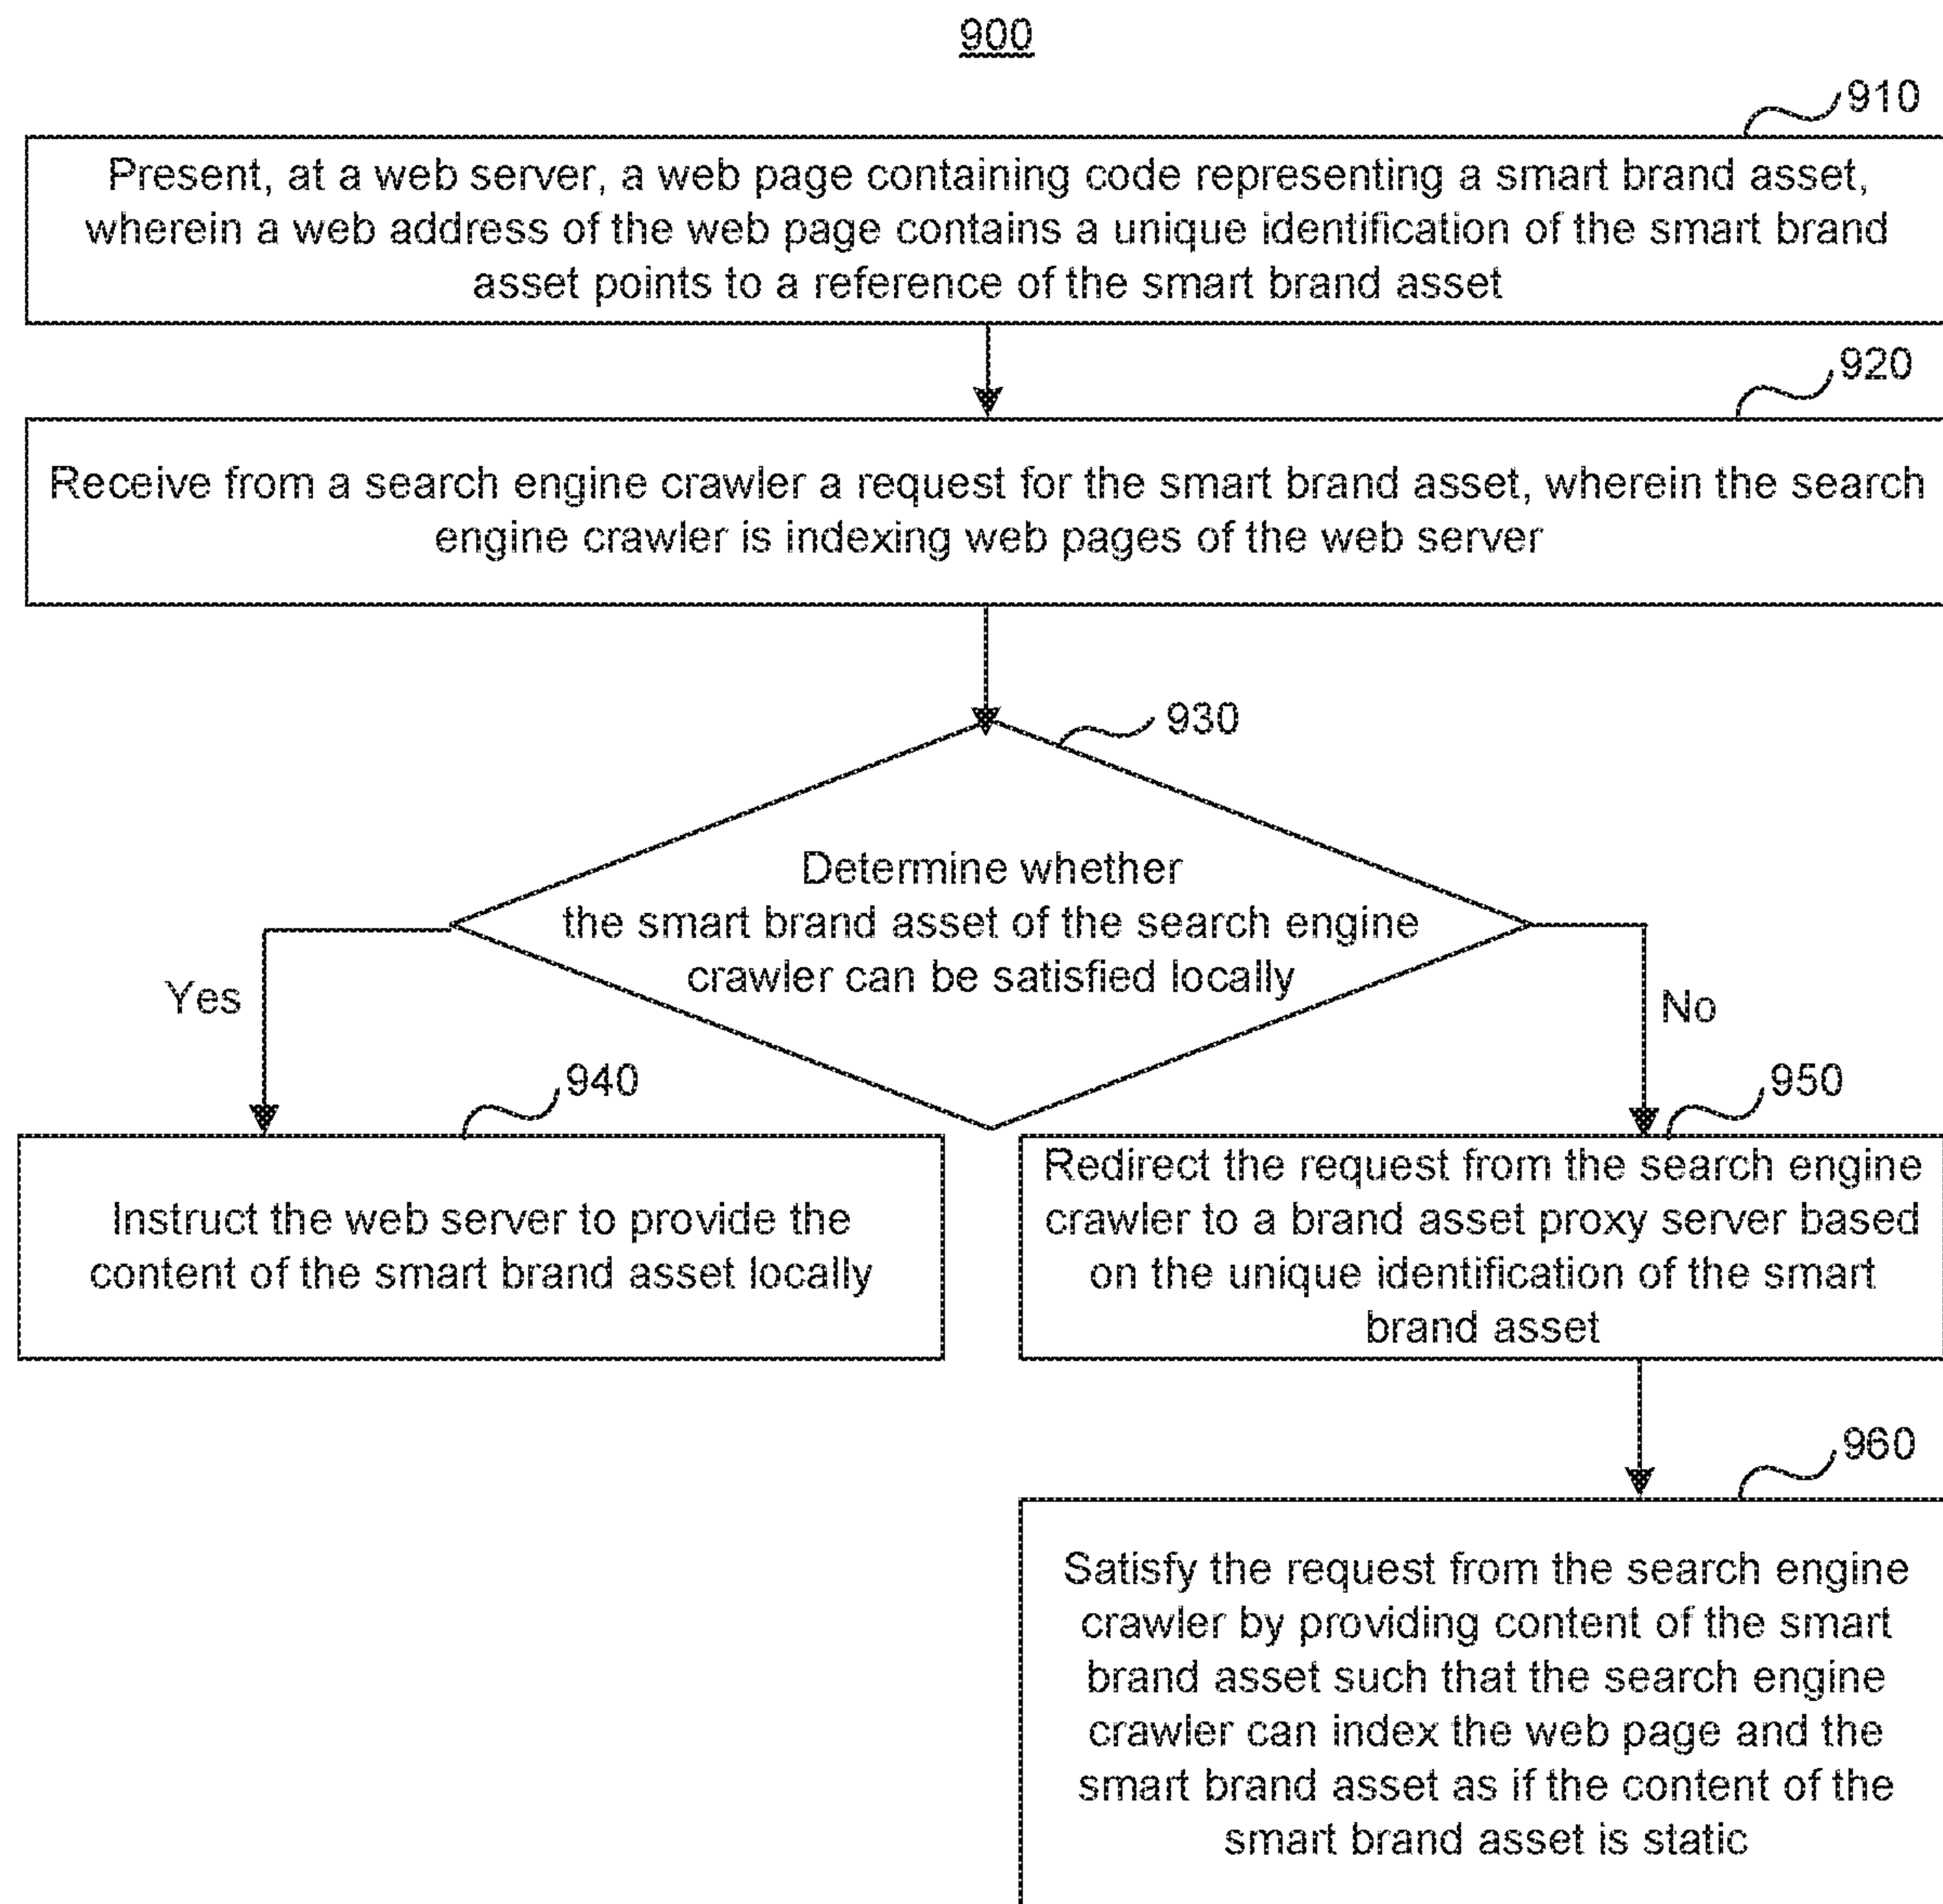 900
910
Present, at a web server, a web page containing code representing a smart brand asset,
wherein a web address of the web page contains a unique identification of the smart brand
asset points to a reference of the smart brand asset
920
Receive from a search engine crawler a request for the smart brand asset, wherein the search
engine crawler is indexing web pages of the web server
930
Determine whether
the smart brand asset of the search engine
crawler can be satisfied locally
Yes
No
940
Instruct the web server to provide the
content of the smart brand asset locally
950
Redirect the request from the search engine
crawler to a brand asset proxy server based
on the unique identification of the smart
brand asset
960
Satisfy the request from the search engine
crawler by providing content of the smart
brand asset such that the search engine
crawler can index the web page and the
smart brand asset as if the content of the
smart brand asset is static